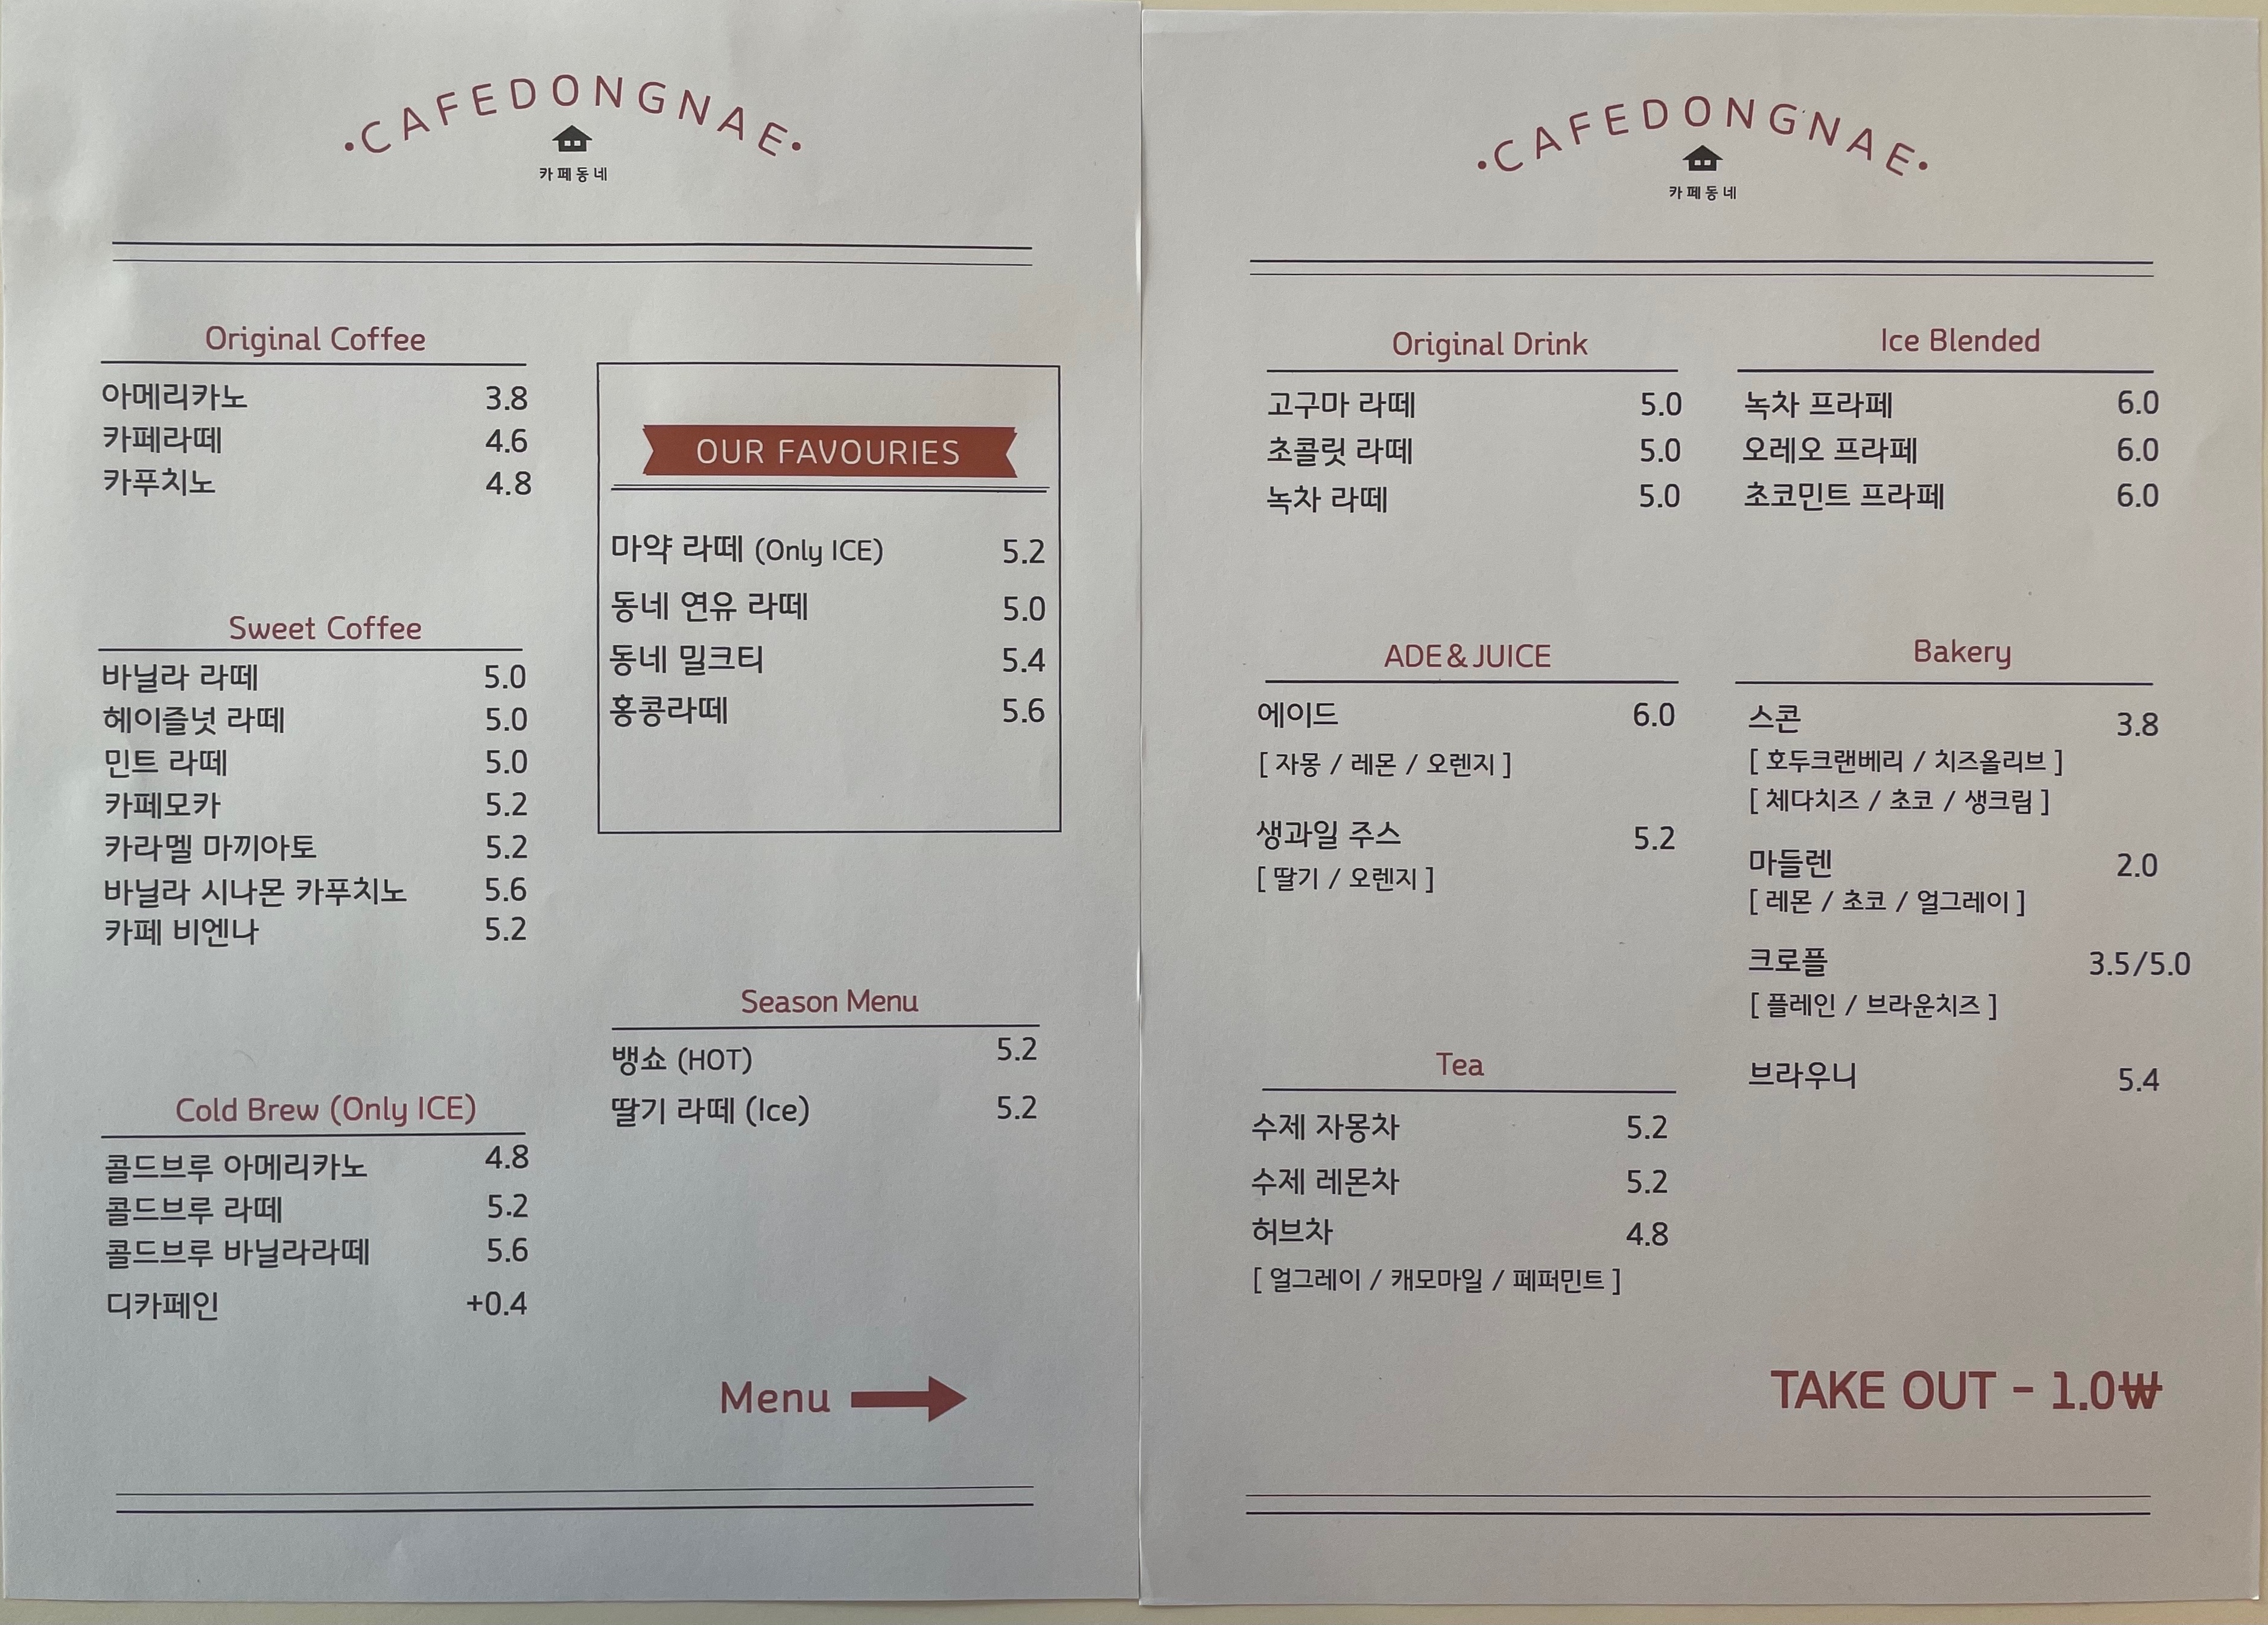 •CAFEDONGNAE•
카페동네
Original Coffee
아메리카노 3.8
카페라떼 4.6
카푸치노 4.8
Sweet Coffee
바닐라 라떼 5.0
헤이즐넛 라떼 5.0
민트 라떼 5.0
카페모카 5.2
카라멜 마끼아토 5.2
바닐라 시나몬 카푸치노 5.6
카페 비엔나 5.2
Cold Brew (Only ICE)
콜드브루 아메리카노 4.8
콜드브루 라떼 5.2
콜드브루 바닐라라떼 5.6
디카페인 +0.4
OUR FAVOURIES
마약 라떼 (Only ICE) 5.2
동네 연유 라떼 5.0
동네 밀크티 5.4
홍콩라떼 5.6
Season Menu
뱅쇼 (HOT) 5.2
딸기 라떼 (Ice) 5.2
Menu
•CAFEDONGNAE•
카페동네
Original Drink
고구마 라떼 5.0
초콜릿 라떼 5.0
녹차 라떼 5.0
ADE&JUICE
에이드 6.0
[ 자몽 / 레몬 / 오렌지 ]
생과일 주스 5.2
[ 딸기 / 오렌지 ]
Tea
수제 자몽차 5.2
수제 레몬차 5.2
허브차 4.8
[ 얼그레이 / 캐모마일 / 페퍼민트 ]
Ice Blended
녹차 프라페 6.0
오레오 프라페 6.0
초코민트 프라페 6.0
Bakery
스콘 3.8
[ 호두크랜베리 / 치즈올리브 ]
[ 체다치즈 / 초코 / 생크림 ]
마들렌 2.0
[ 레몬 / 초코 / 얼그레이 ]
크로플 3.5/5.0
[ 플레인 / 브라운치즈 ]
브라우니 5.4
TAKE OUT - 1.0₩